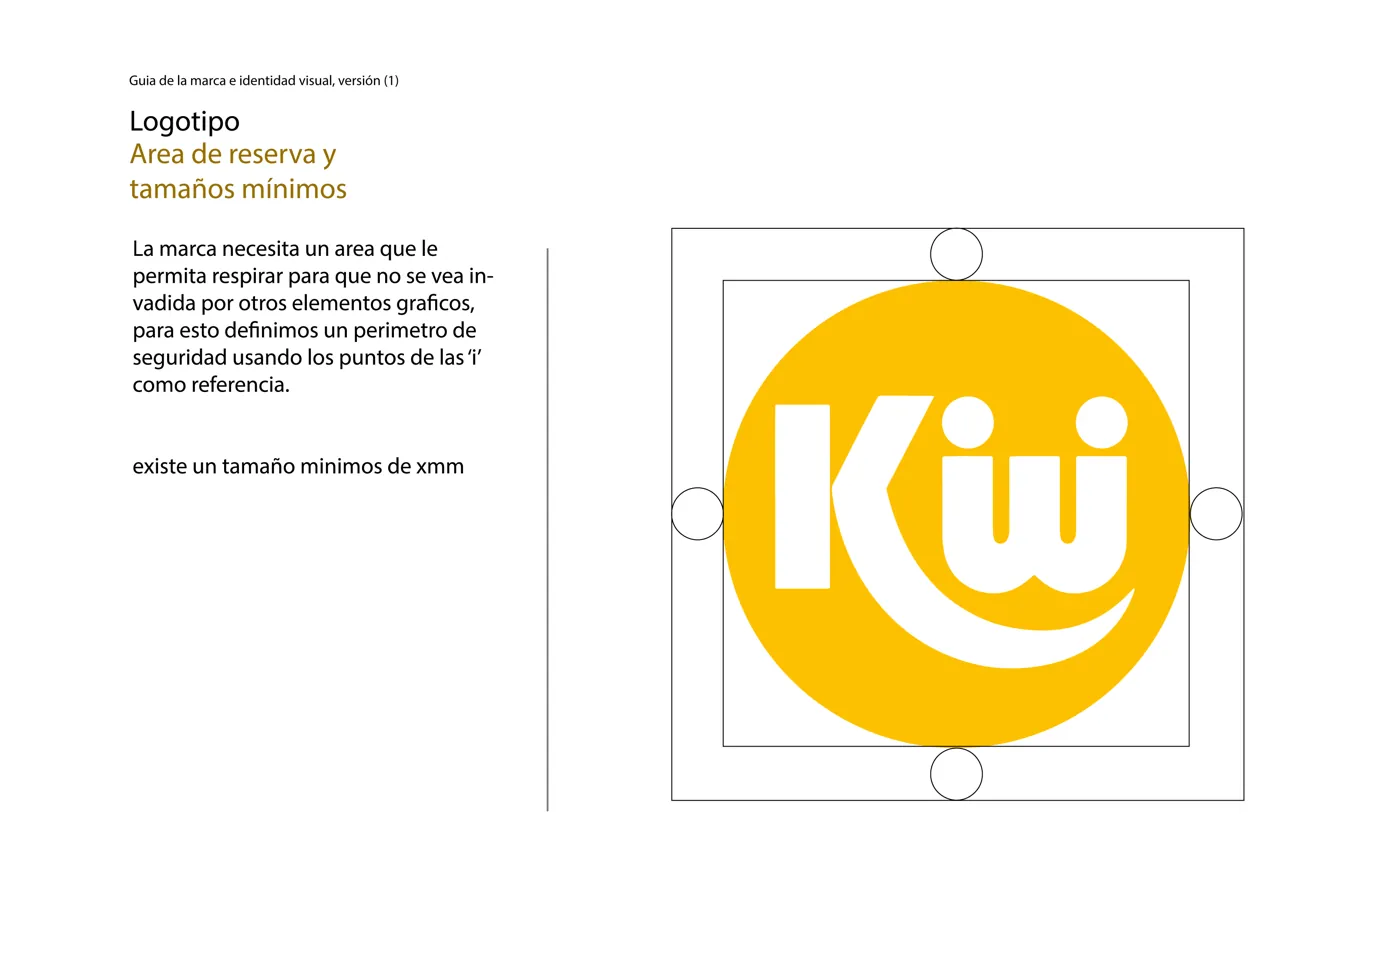 Guia de la marca e identidad visual, versión (1)
Logotipo
Area de reserva y
tamaños mínimos
La marca necesita un area que le
permita respirar para que no se vea in-
vadida por otros elementos graficos,
para esto definimos un perimetro de
seguridad usando los puntos de las ‘i’
como referencia.
existe un tamaño minimos de xmm
Kiwi